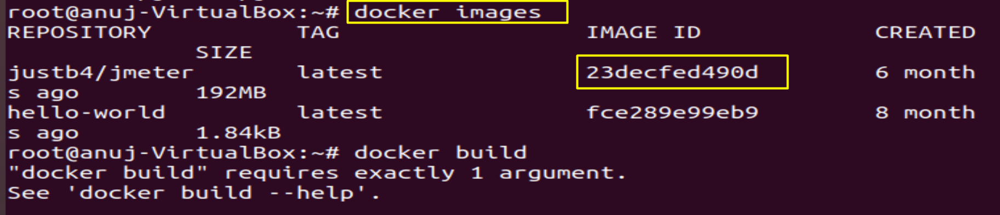 root@anuj-VirtualBox:~# docker images
REPOSITORY TAG IMAGE ID CREATED
SIZE
justb4/jmeter latest 23decfed490d 6 month
s ago 192MB
hello-world latest fce289e99eb9 8 month
s ago 1.84kB
root@anuj-VirtualBox:~# docker build
"docker build" requires exactly 1 argument.
See 'docker build --help'.